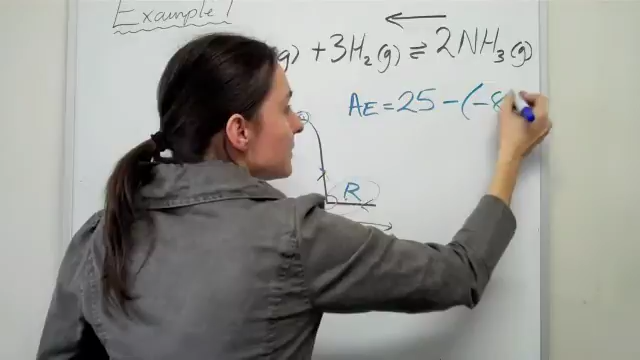 Example 1
g) + 3H₂(g) ⇌ 2NH₃(g)
AE = 25 - (-8
R